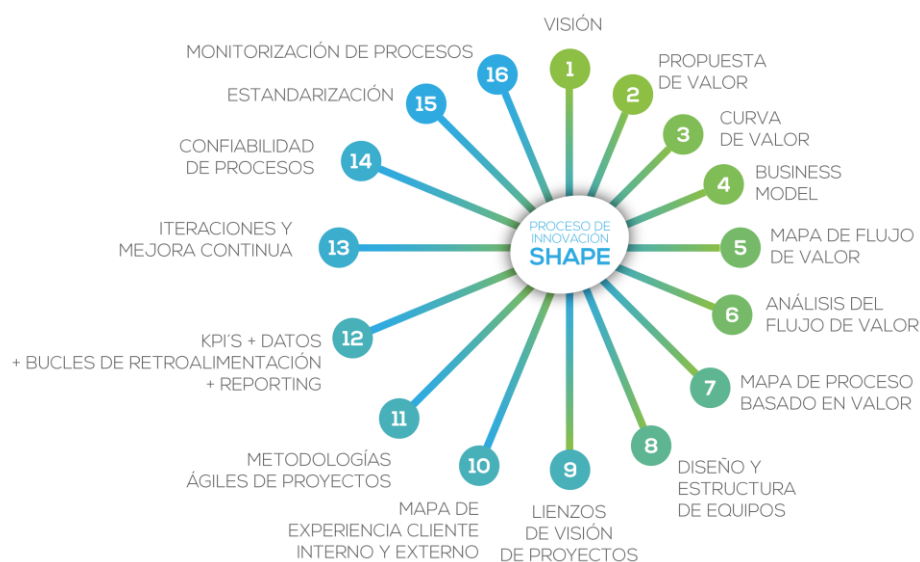 PROCESO DE
INNOVACIÓN
SHAPE
1
VISIÓN
2
PROPUESTA
DE VALOR
3
CURVA
DE VALOR
4
BUSINESS
MODEL
5
MAPA DE FLUJO
DE VALOR
6
ANÁLISIS DEL
FLUJO DE VALOR
7
MAPA DE PROCESO
BASADO EN VALOR
8
DISEÑO Y
ESTRUCTURA
DE EQUIPOS
9
LIENZOS
DE VISIÓN
DE PROYECTOS
10
MAPA DE
EXPERIENCIA CLIENTE
INTERNO Y EXTERNO
11
METODOLOGÍAS
ÁGILES DE PROYECTOS
12
KPI'S + DATOS
+ BUCLES DE RETROALIMENTACIÓN
+ REPORTING
13
ITERACIONES Y
MEJORA CONTINUA
14
CONFIABILIDAD
DE PROCESOS
15
ESTANDARIZACIÓN
16
MONITORIZACIÓN DE PROCESOS